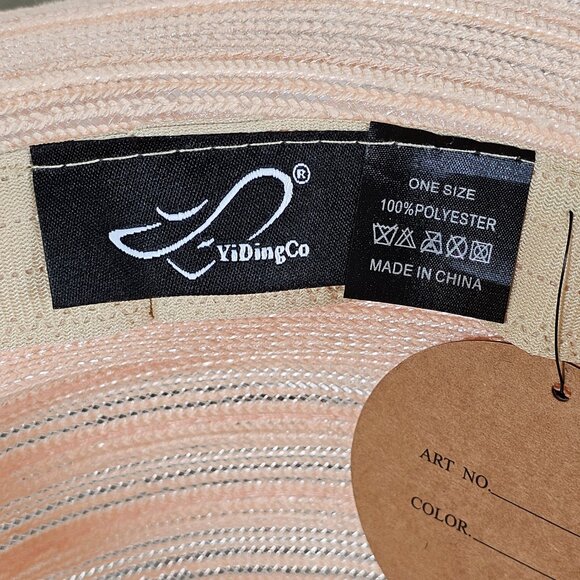 ®
YiDingCo
ONE SIZE
100%POLYESTER
MADE IN CHINA
ART NO.
COLOR.